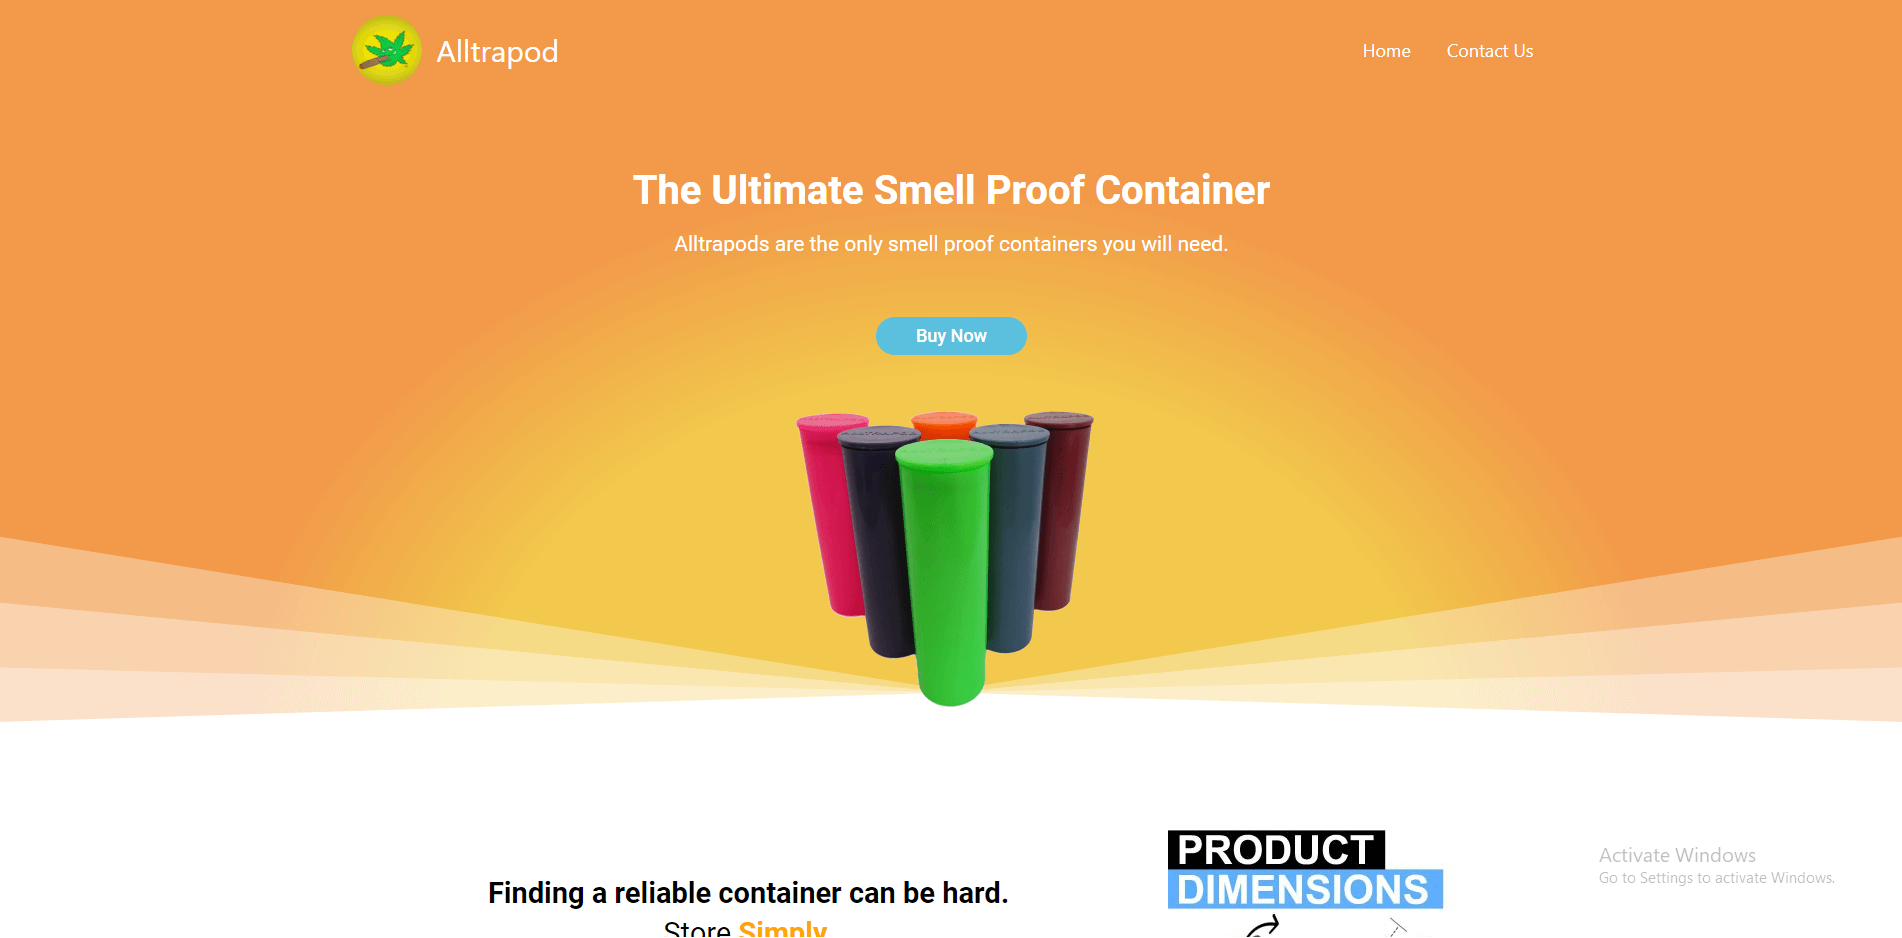 Alltrapod
Home
Contact Us
The Ultimate Smell Proof Container
Alltrapods are the only smell proof containers you will need.
Buy Now
Finding a reliable container can be hard.
Store Simply
PRODUCT
DIMENSIONS
Activate Windows
Go to Settings to activate Windows.